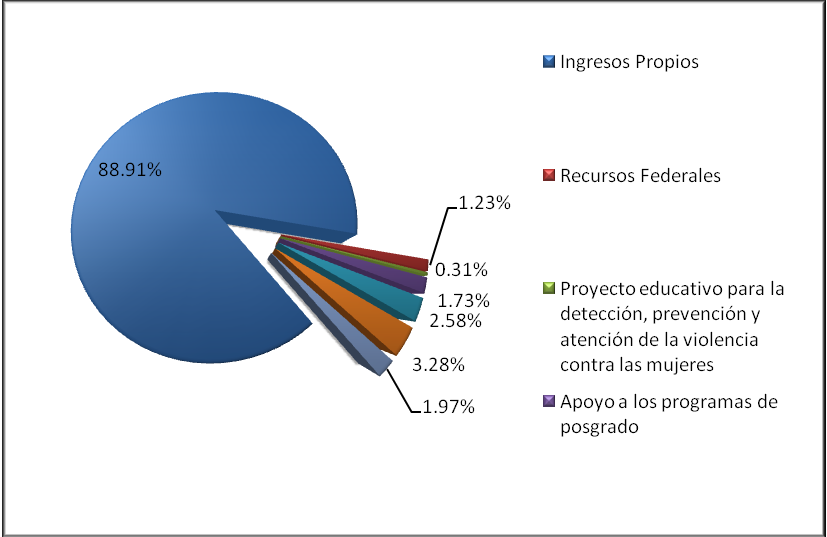 88.91%
1.23%
0.31%
1.73%
2.58%
3.28%
1.97%
Ingresos Propios
Recursos Federales
Proyecto educativo para la
detección, prevención y
atención de la violencia
contra las mujeres
Apoyo a los programas de
posgrado